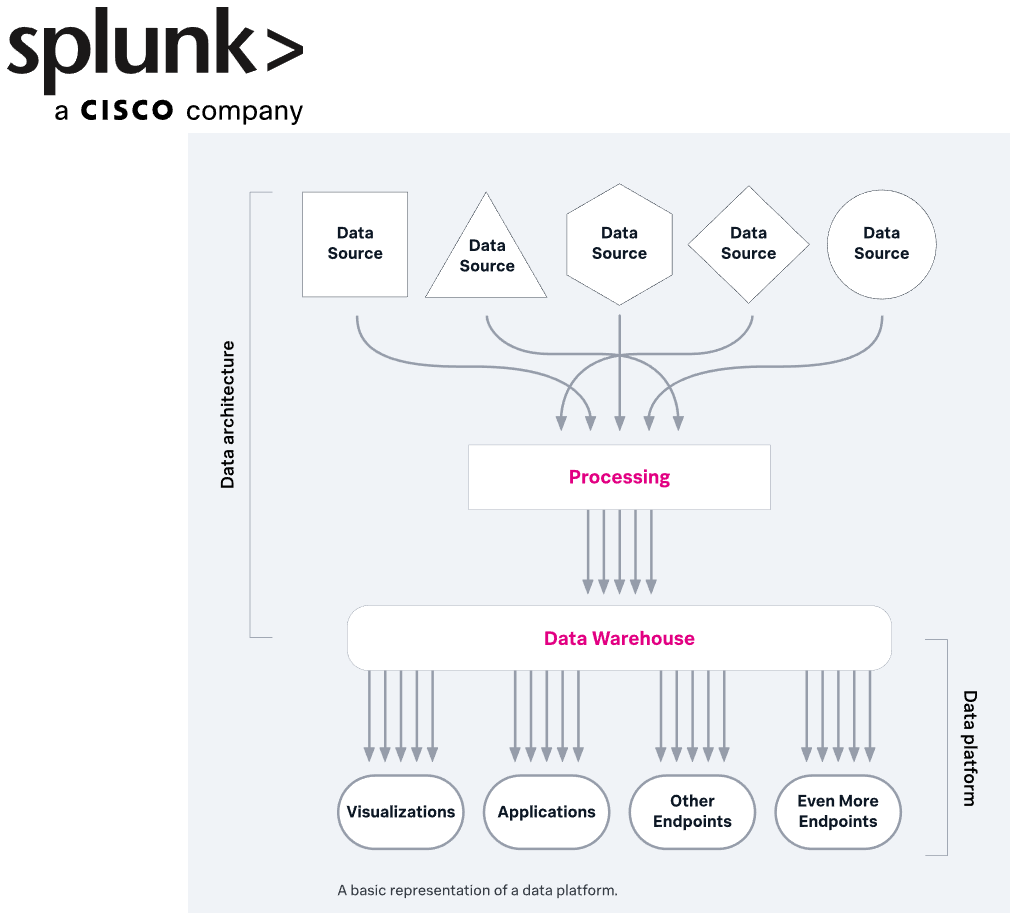 splunk>
a CISCO company
Data
Source
Data
Source
Data
Source
Data
Source
Data
Source
Data architecture
Processing
Data Warehouse
Data platform
Visualizations
Applications
Other
Endpoints
Even More
Endpoints
A basic representation of a data platform.